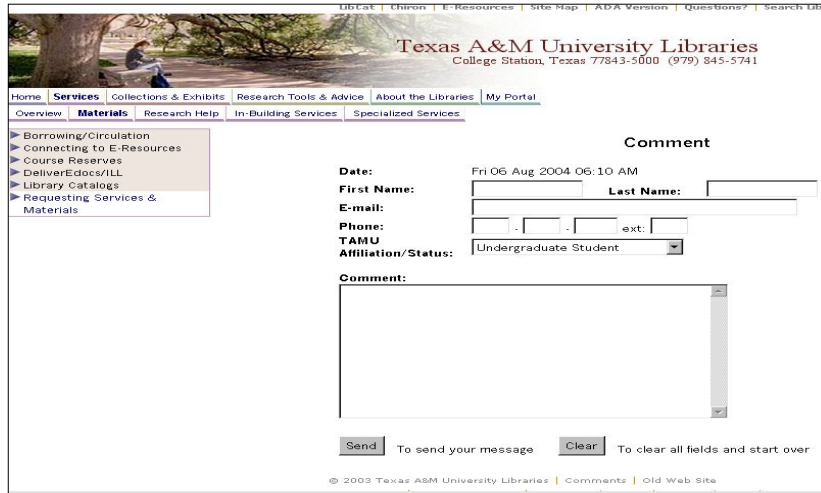 LibCat | Chiron | E-Resources | Site Map | ADA Version | Questions? | Search Lib
Texas A&M University Libraries
College Station, Texas 77843-5000 (979) 845-5741
Home Services Collections & Exhibits Research Tools & Advice About the Libraries My Portal
Overview Materials Research Help In-Building Services Specialized Services
Borrowing/Circulation
Connecting to E-Resources
Course Reserves
DeliverEdocs/ILL
Library Catalogs
Requesting Services &
Materials
Comment
Date: Fri 06 Aug 2004 06:10 AM
First Name: Last Name:
E-mail:
Phone: - - ext:
TAMU
Affiliation/Status: Undergraduate Student
Comment:
Send To send your message Clear To clear all fields and start over
© 2003 Texas A&M University Libraries | Comments | Old Web Site